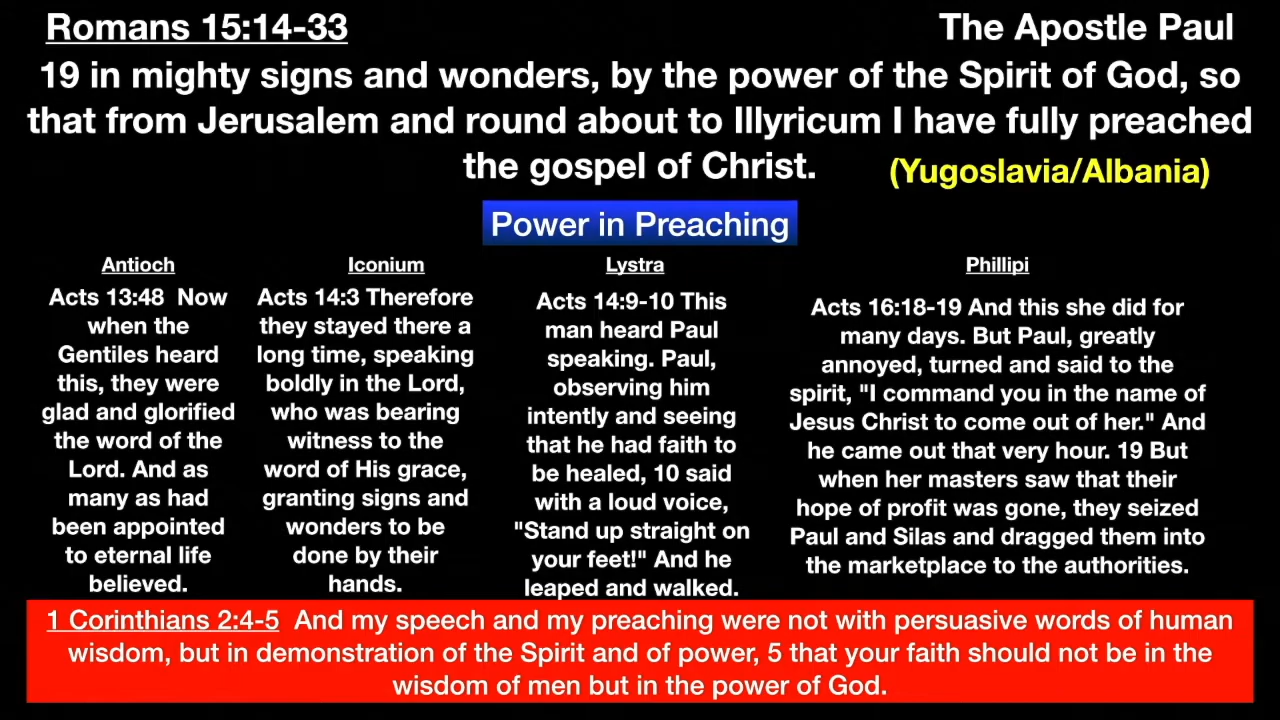 Romans 15:14-33
The Apostle Paul
19 in mighty signs and wonders, by the power of the Spirit of God, so
that from Jerusalem and round about to Illyricum I have fully preached
the gospel of Christ.
(Yugoslavia/Albania)
Power in Preaching
Antioch
Acts 13:48  Now
when the
Gentiles heard
this, they were
glad and glorified
the word of the
Lord. And as
many as had
been appointed
to eternal life
believed.
Iconium
Acts 14:3 Therefore
they stayed there a
long time, speaking
boldly in the Lord,
who was bearing
witness to the
word of His grace,
granting signs and
wonders to be
done by their
hands.
Lystra
Acts 14:9-10 This
man heard Paul
speaking. Paul,
observing him
intently and seeing
that he had faith to
be healed, 10 said
with a loud voice,
"Stand up straight on
your feet!" And he
leaped and walked.
Phillipi
Acts 16:18-19 And this she did for
many days. But Paul, greatly
annoyed, turned and said to the
spirit, "I command you in the name of
Jesus Christ to come out of her." And
he came out that very hour. 19 But
when her masters saw that their
hope of profit was gone, they seized
Paul and Silas and dragged them into
the marketplace to the authorities.
1 Corinthians 2:4-5  And my speech and my preaching were not with persuasive words of human
wisdom, but in demonstration of the Spirit and of power, 5 that your faith should not be in the
wisdom of men but in the power of God.